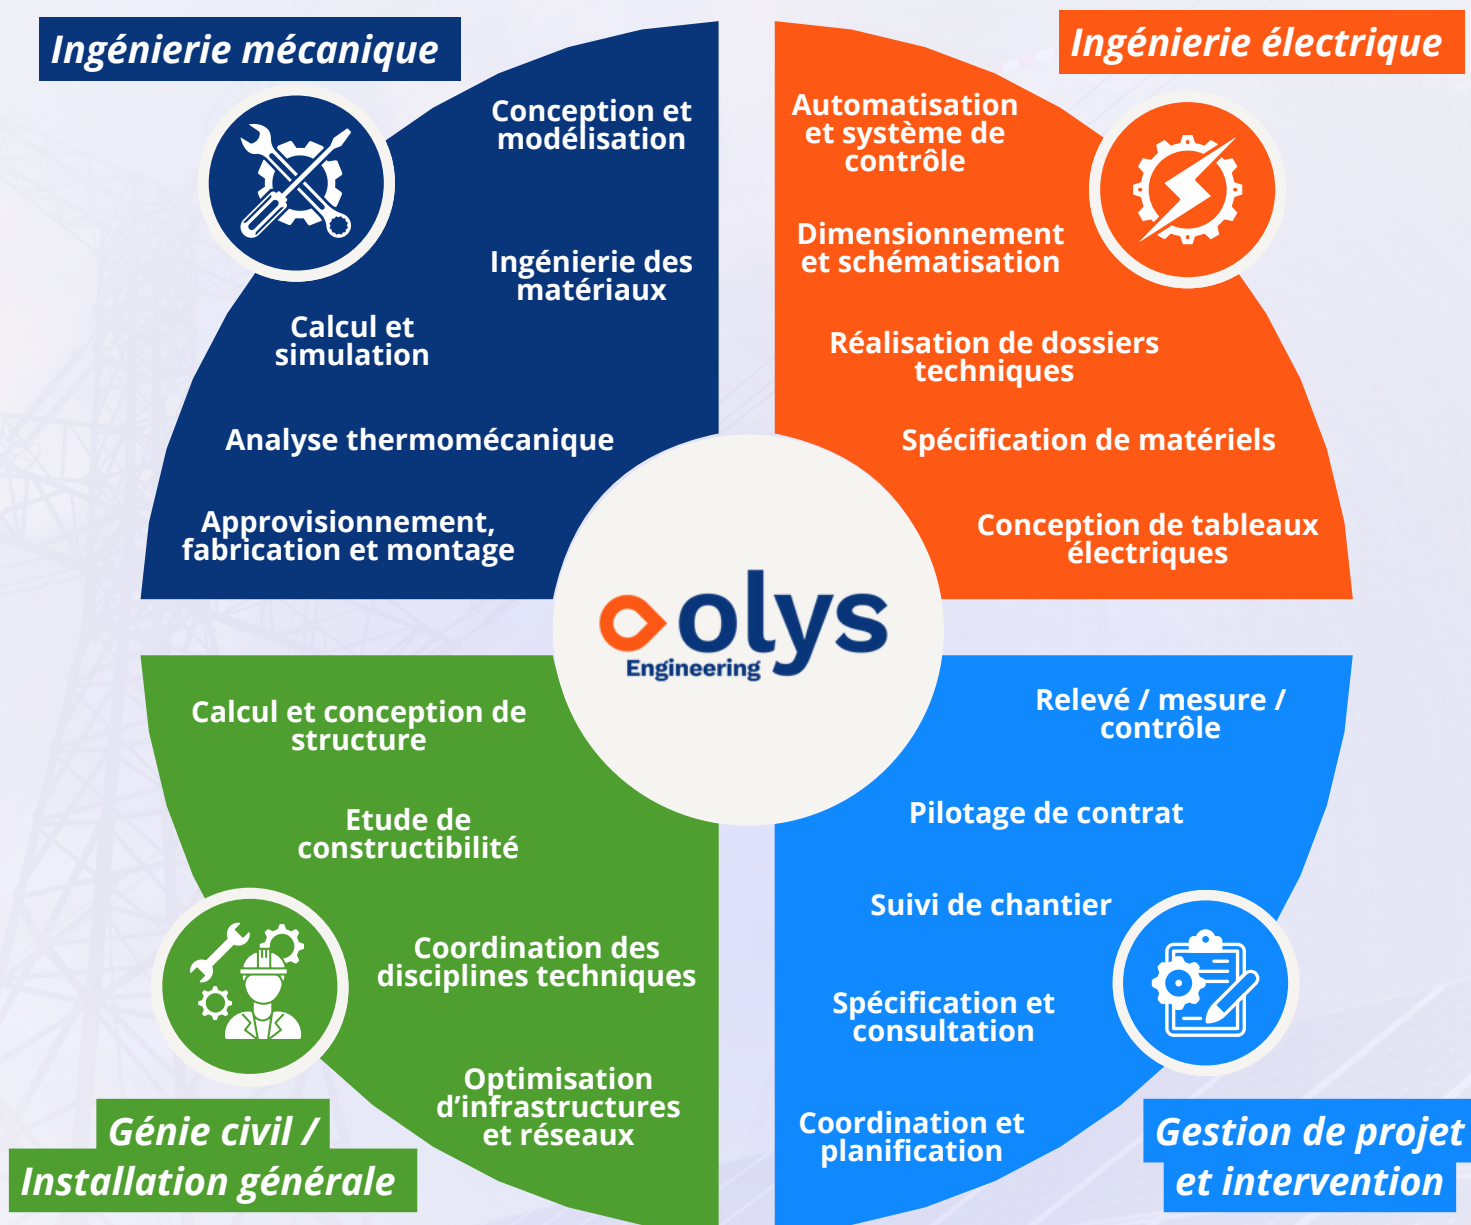 Ingénierie mécanique
Conception et
modélisation
Ingénierie des
matériaux
Calcul et
simulation
Analyse thermomécanique
Approvisionnement,
fabrication et montage
Ingénierie électrique
Automatisation
et système de
contrôle
Dimensionnement
et schématisation
Réalisation de dossiers
techniques
Spécification de matériels
Conception de tableaux
électriques
olys
Engineering
Calcul et conception de
structure
Etude de
constructibilité
Coordination des
disciplines techniques
Optimisation
d’infrastructures
et réseaux
Génie civil /
Installation générale
Relevé / mesure /
contrôle
Pilotage de contrat
Suivi de chantier
Spécification et
consultation
Coordination et
planification
Gestion de projet
et intervention